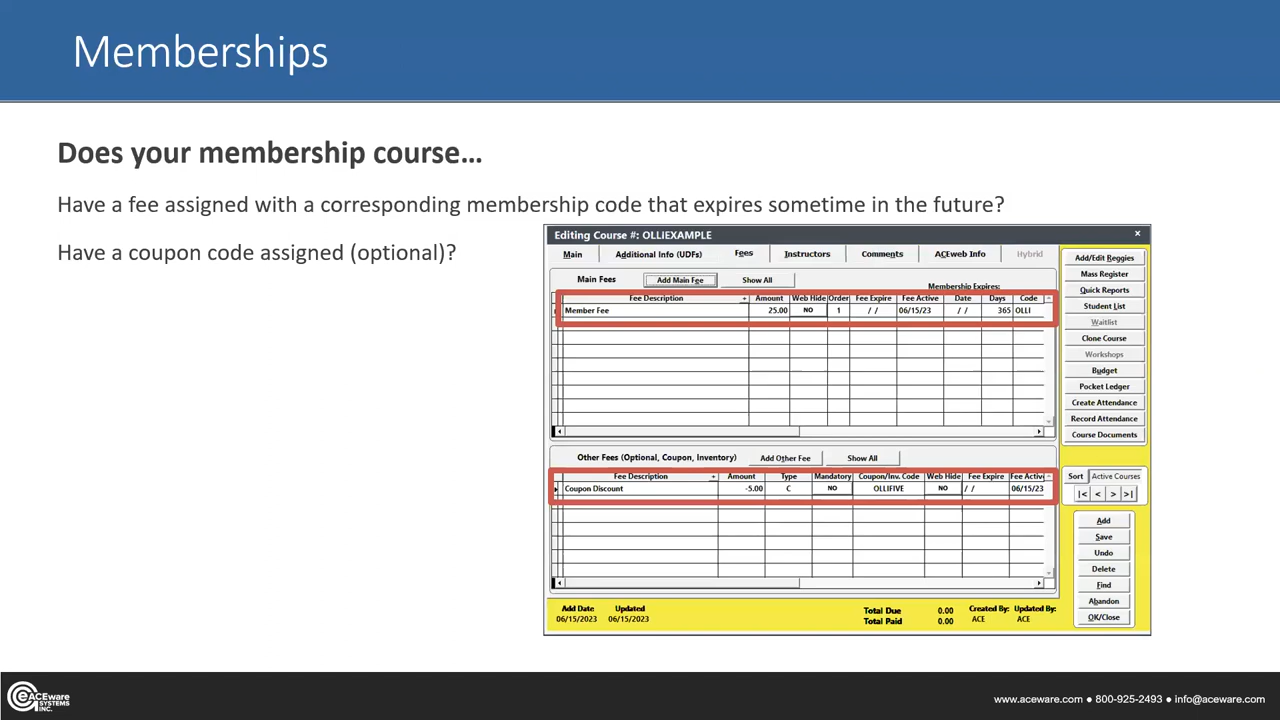 Memberships
Does your membership course...
Have a fee assigned with a corresponding membership code that expires sometime in the future?
Have a coupon code assigned (optional)?
Editing Course #: OLLIEXAMPLE ×
Main Additional Info (UDFs) Fees Instructors Comments ACEweb Info Hybrid
Main Fees Add Main Fee Show All Membership Expires:
Fee Description + Amount Web Hide Order Fee Expire Fee Active Date Days Code
Member Fee 25.00 NO 1 / / 06/15/23 / / 365 OLLI
Other Fees (Optional, Coupon, Inventory) Add Other Fee Show All
Fee Description + Amount Type Mandatory Coupon/Inv. Code Web Hide Fee Expire Fee Activ
Coupon Discount -5.00 C NO OLLIFIVE NO / / 06/15/23
Add Date Updated
06/15/2023 06/15/2023
Total Due 0.00
Total Paid 0.00
Created By: Updated By:
ACE ACE
Add/Edit Reggies
Mass Register
Quick Reports
Student List
Waitlist
Clone Course
Workshops
Budget
Pocket Ledger
Create Attendance
Record Attendance
Course Documents
Sort Active Courses
|< < > >|
Add
Save
Undo
Delete
Find
Abandon
OK/Close
ACEware
SYSTEMS
INC.
www.aceware.com ● 800-925-2493 ● info@aceware.com